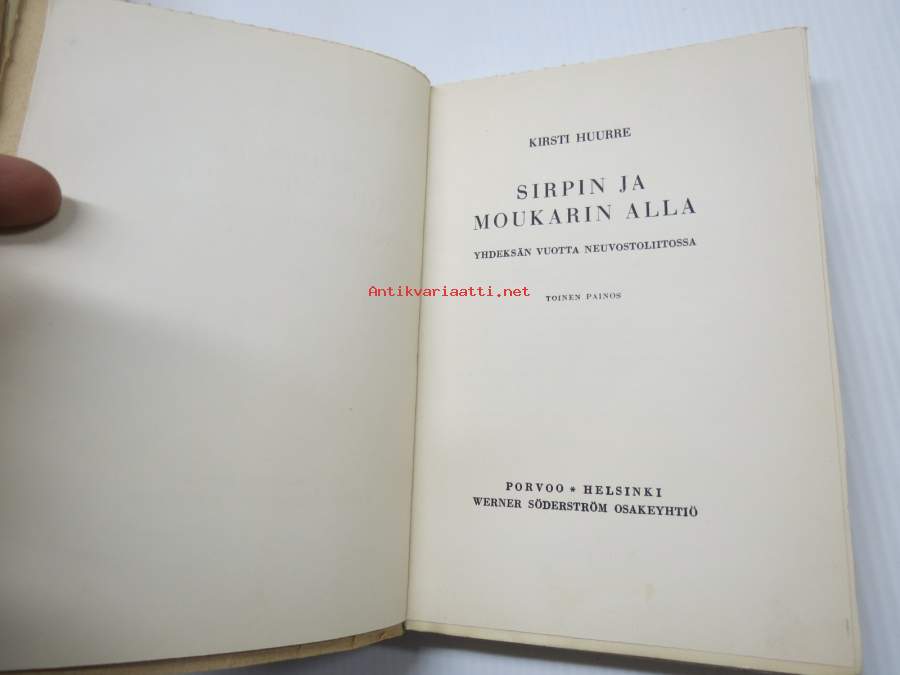 KIRSTI HUURRE
SIRPIN JA
MOUKARIN ALLA
YHDEKSÄN VUOTTA NEUVOSTOLIITOSSA
Antikvariaatti.net
TOINEN PAINOS
PORVOO * HELSINKI
WERNER SÖDERSTRÖM OSAKEYHTIÖ